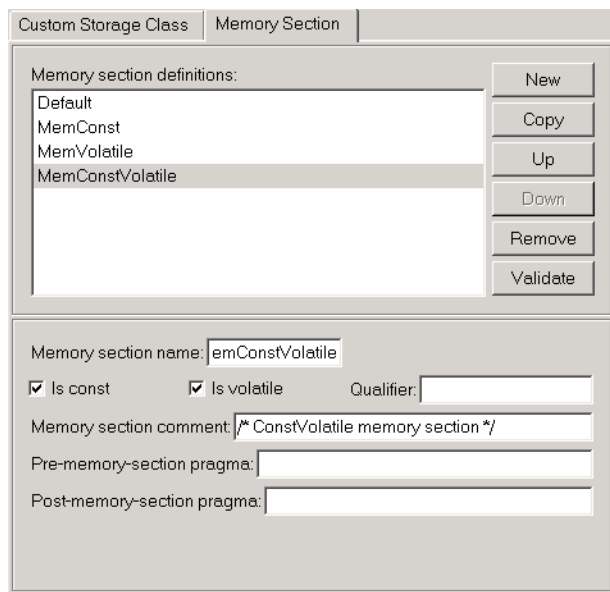 Custom Storage Class Memory Section
Memory section definitions:
Default
MemConst
MemVolatile
MemConstVolatile
New
Copy
Up
Down
Remove
Validate
Memory section name: emConstVolatile
Is const Is volatile Qualifier:
Memory section comment: /* ConstVolatile memory section */
Pre-memory-section pragma:
Post-memory-section pragma: